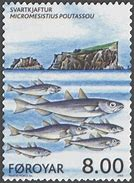 SVARTKJAFTUR
MICROMESISTIUS POUTASSOU
FØROYAR 8.00